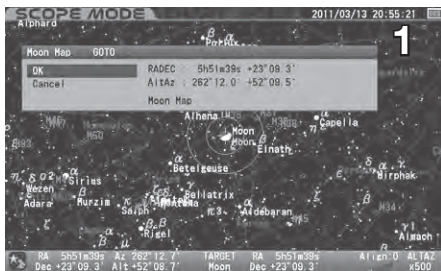 SCOPE MODE
2011/03/13 20:55:21
1
Alphard
Moon Map GOTO
OK
Cancel
RADEC : 5h51m39s +23°09.3'
AltAz : 262°12.0' +52°09.5'
Moon Map
Alhena
Capella
Moon
Moon
Elnath
M50
Betelgeuse
Sirius
Wezen
Mirphak
Adara
Murzim
Saiph
Bellatrix
Aldebaran
M34
Rigel
Almach
RA 5h51m39s Az 262°12.7' TARGET RA 5h51m39s Align:0 ALTAZ
Dec +23°09.3' Alt +52°08.7' Moon Dec +23°09.3' x500